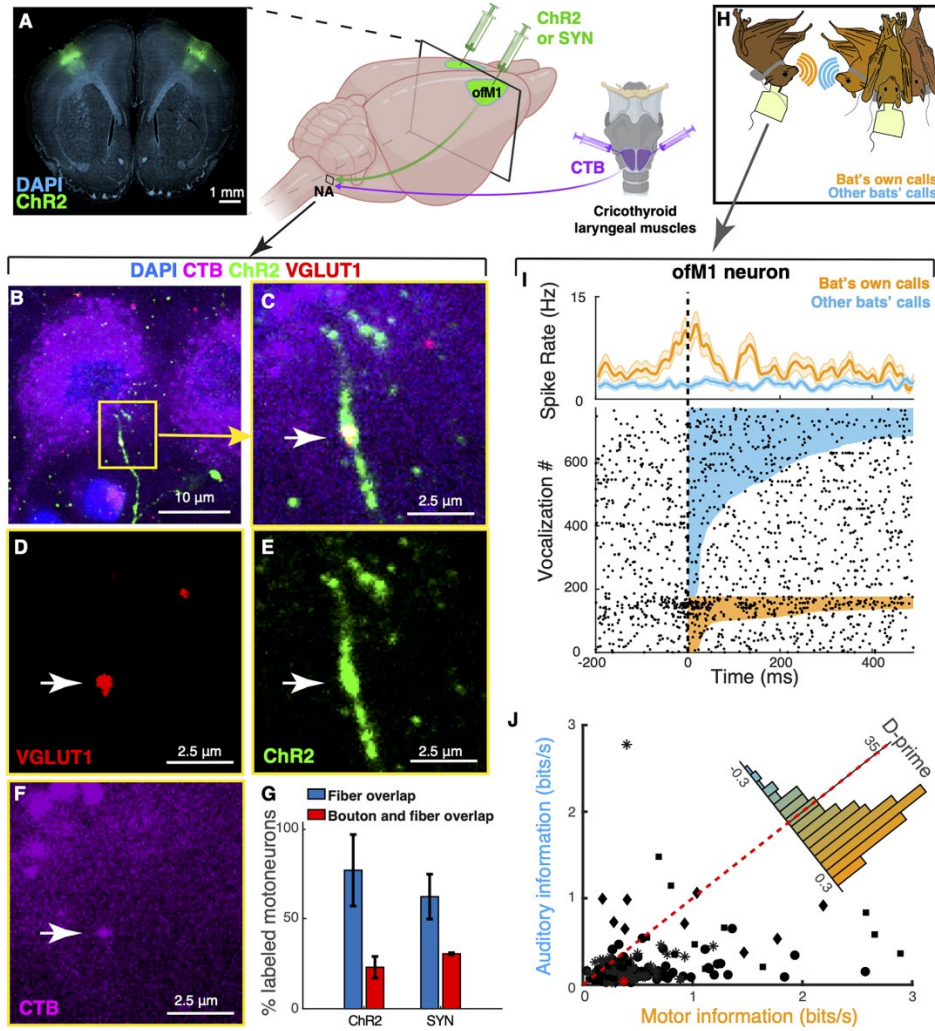 A
DAPI
ChR2
1 mm
ChR2
or SYN
ofM1
NA
CTB
Cricothyroid
laryngeal muscles
H
Bat's own calls
Other bats' calls
DAPI CTB ChR2 VGLUT1
B
10 μm
C
2.5 μm
D
VGLUT1
2.5 μm
E
ChR2
2.5 μm
F
CTB
2.5 μm
G
Fiber overlap
Bouton and fiber overlap
% labeled motoneurons
100
50
0
ChR2
SYN
ofM1 neuron
I
Bat's own calls
Other bats' calls
Spike Rate (Hz)
15
0
Vocalization #
600
400
200
0
-200
0
200
400
Time (ms)
J
Auditory information (bits/s)
3
2
1
0
0
1
2
3
Motor information (bits/s)
D-prime
35
-0.3
0.3